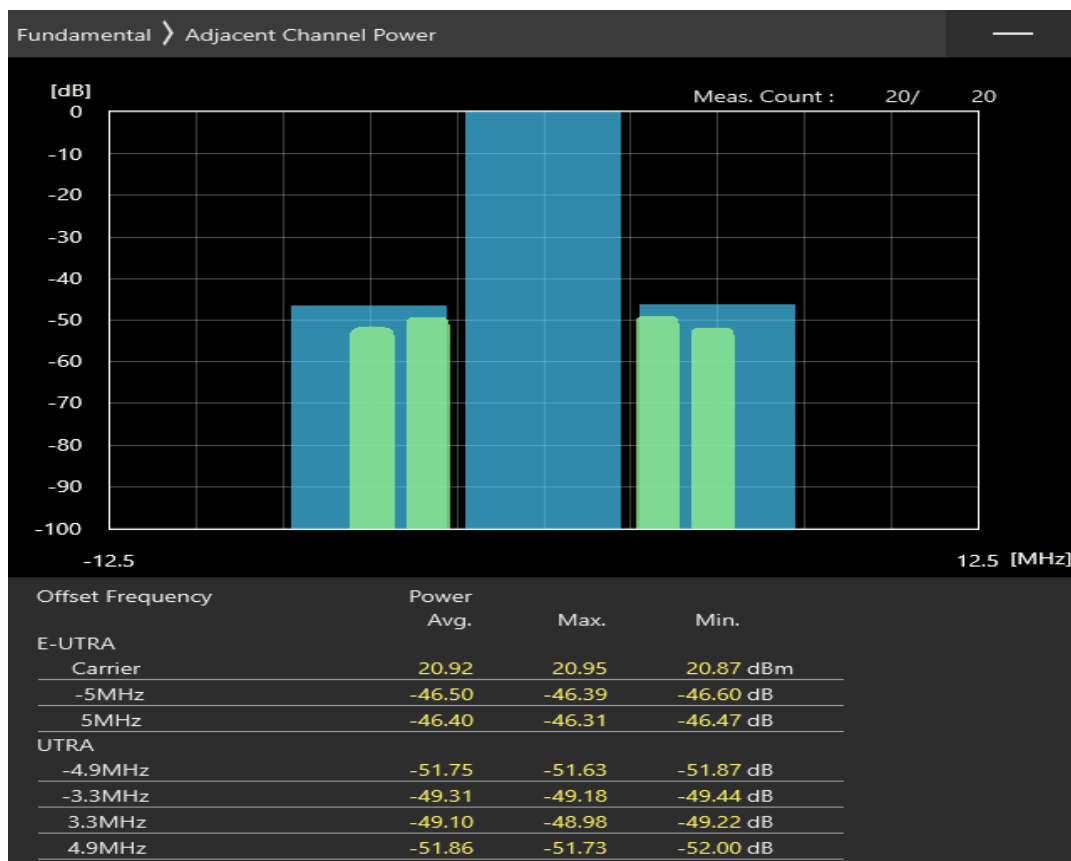 Fundamental ❯ Adjacent Channel Power
[dB]
Meas. Count : 20/ 20
0
-10
-20
-30
-40
-50
-60
-70
-80
-90
-100
-12.5 12.5 [MHz]
Offset Frequency Power
Avg. Max. Min.
E-UTRA
Carrier 20.92 20.95 20.87 dBm
-5MHz -46.50 -46.39 -46.60 dB
5MHz -46.40 -46.31 -46.47 dB
UTRA
-4.9MHz -51.75 -51.63 -51.87 dB
-3.3MHz -49.31 -49.18 -49.44 dB
3.3MHz -49.10 -48.98 -49.22 dB
4.9MHz -51.86 -51.73 -52.00 dB